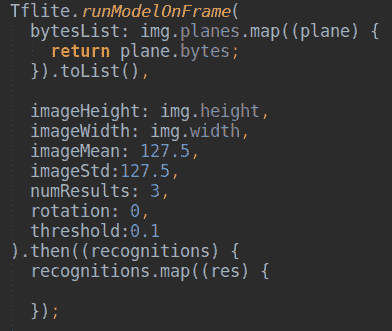 Tflite.runModelOnFrame(
bytesList: img.planes.map((plane) {
return plane.bytes;
}).toList(),
imageHeight: img.height,
imageWidth: img.width,
imageMean: 127.5,
imageStd:127.5,
numResults: 3,
rotation: 0,
threshold:0.1
).then((recognitions) {
recognitions.map((res) {
});